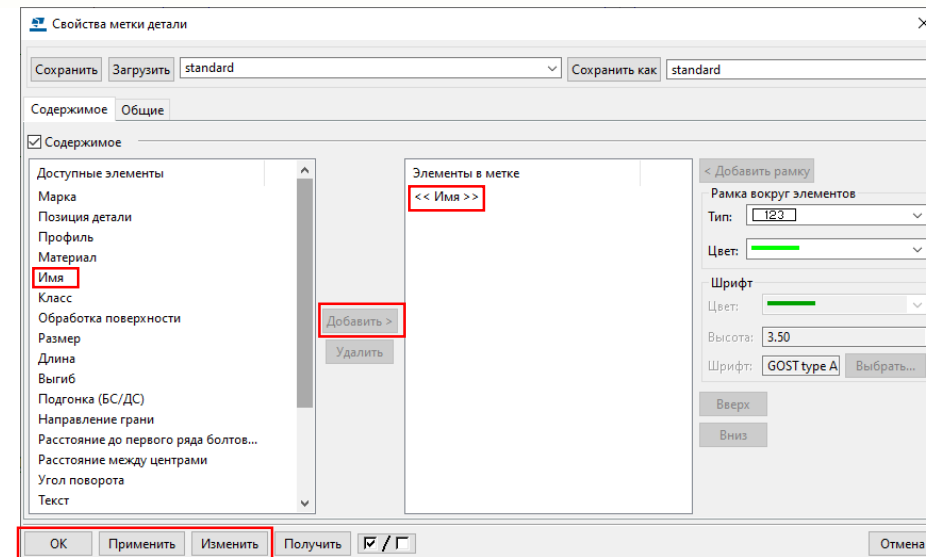 Свойства метки детали
Сохранить Загрузить standard Сохранить как standard
Содержимое Общие
Содержимое
Доступные элементы
Марка
Позиция детали
Профиль
Материал
Имя
Класс
Обработка поверхности
Размер
Длина
Выгиб
Подгонка (БС/ДС)
Направление грани
Расстояние до первого ряда болтов...
Расстояние между центрами
Угол поворота
Текст
Добавить >
Удалить
Элементы в метке
<< Имя >>
< Добавить рамку
Рамка вокруг элементов
Тип: 123
Цвет:
Шрифт
Цвет:
Высота: 3.50
Шрифт: GOST type A Выбрать...
Вверх
Вниз
OK Применить Изменить Получить / Отмена